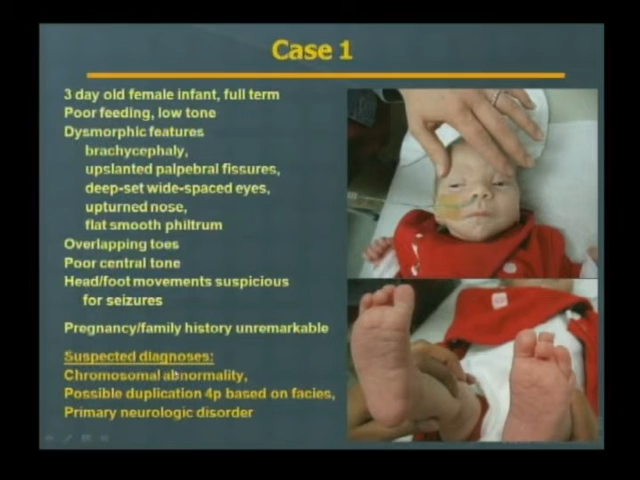 Case 1
3 day old female infant, full term
Poor feeding, low tone
Dysmorphic features
brachycephaly,
upslanted palpebral fissures,
deep-set wide-spaced eyes,
upturned nose,
flat smooth philtrum
Overlapping toes
Poor central tone
Head/foot movements suspicious
for seizures
Pregnancy/family history unremarkable
Suspected diagnoses:
Chromosomal abnormality,
Possible duplication 4p based on facies,
Primary neurologic disorder